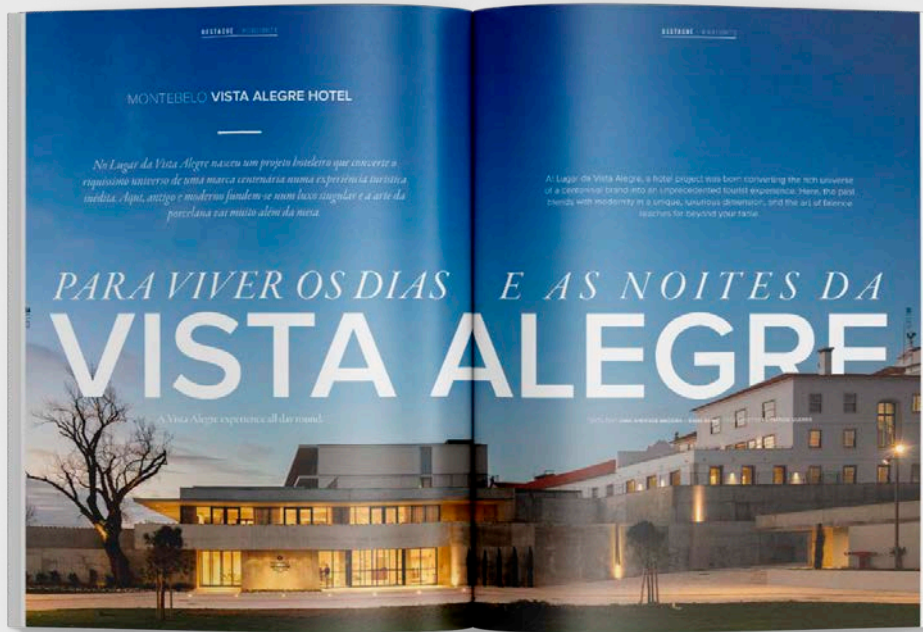 DESTAQUE · HIGHLIGHTS
MONTEBELO VISTA ALEGRE HOTEL
No Lugar da Vista Alegre nasceu um projeto hoteleiro que converte o
riquíssimo universo de uma marca centenária numa experiência turística
inédita. Aqui, antigo e moderno fundem-se num luxo singular e a arte da
porcelana vai muito além da mesa.
DESTAQUE
At Lugar da Vista Alegre, a hotel project was born converting the rich universe
of a centennial brand into an unprecedented tourist experience. Here, the past
blends with modernity in a unique, luxurious dimension, and the art of faience
reaches far beyond your table.
PARA VIVER OS DIAS E AS NOITES DA
VISTA ALEGRE
A Vista Alegre experience all day round.